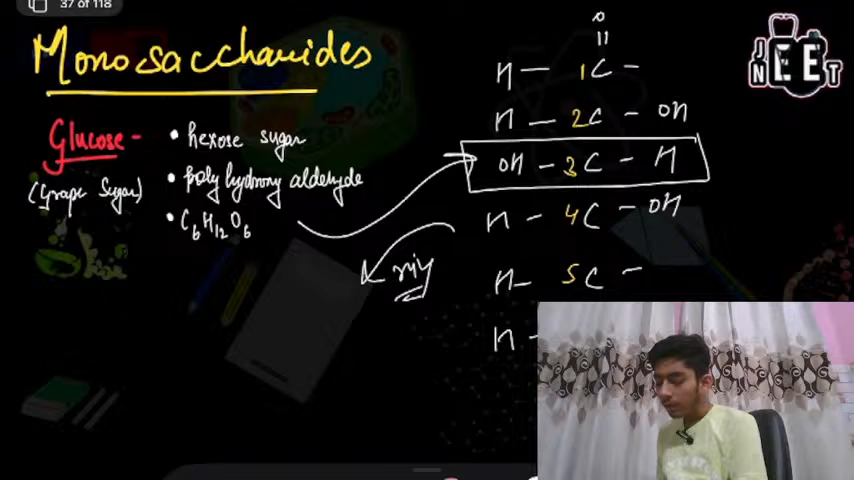 37 of 118
Monosaccharides
Glucose -
(Grape Sugar)
• hexose sugar
• poly hydroxy aldehyde
• C6H12O6
ring
O
||
H — 1C —
H — 2C — OH
OH — 3C — H
H — 4C — OH
H — 5C —
H —
J
NEET